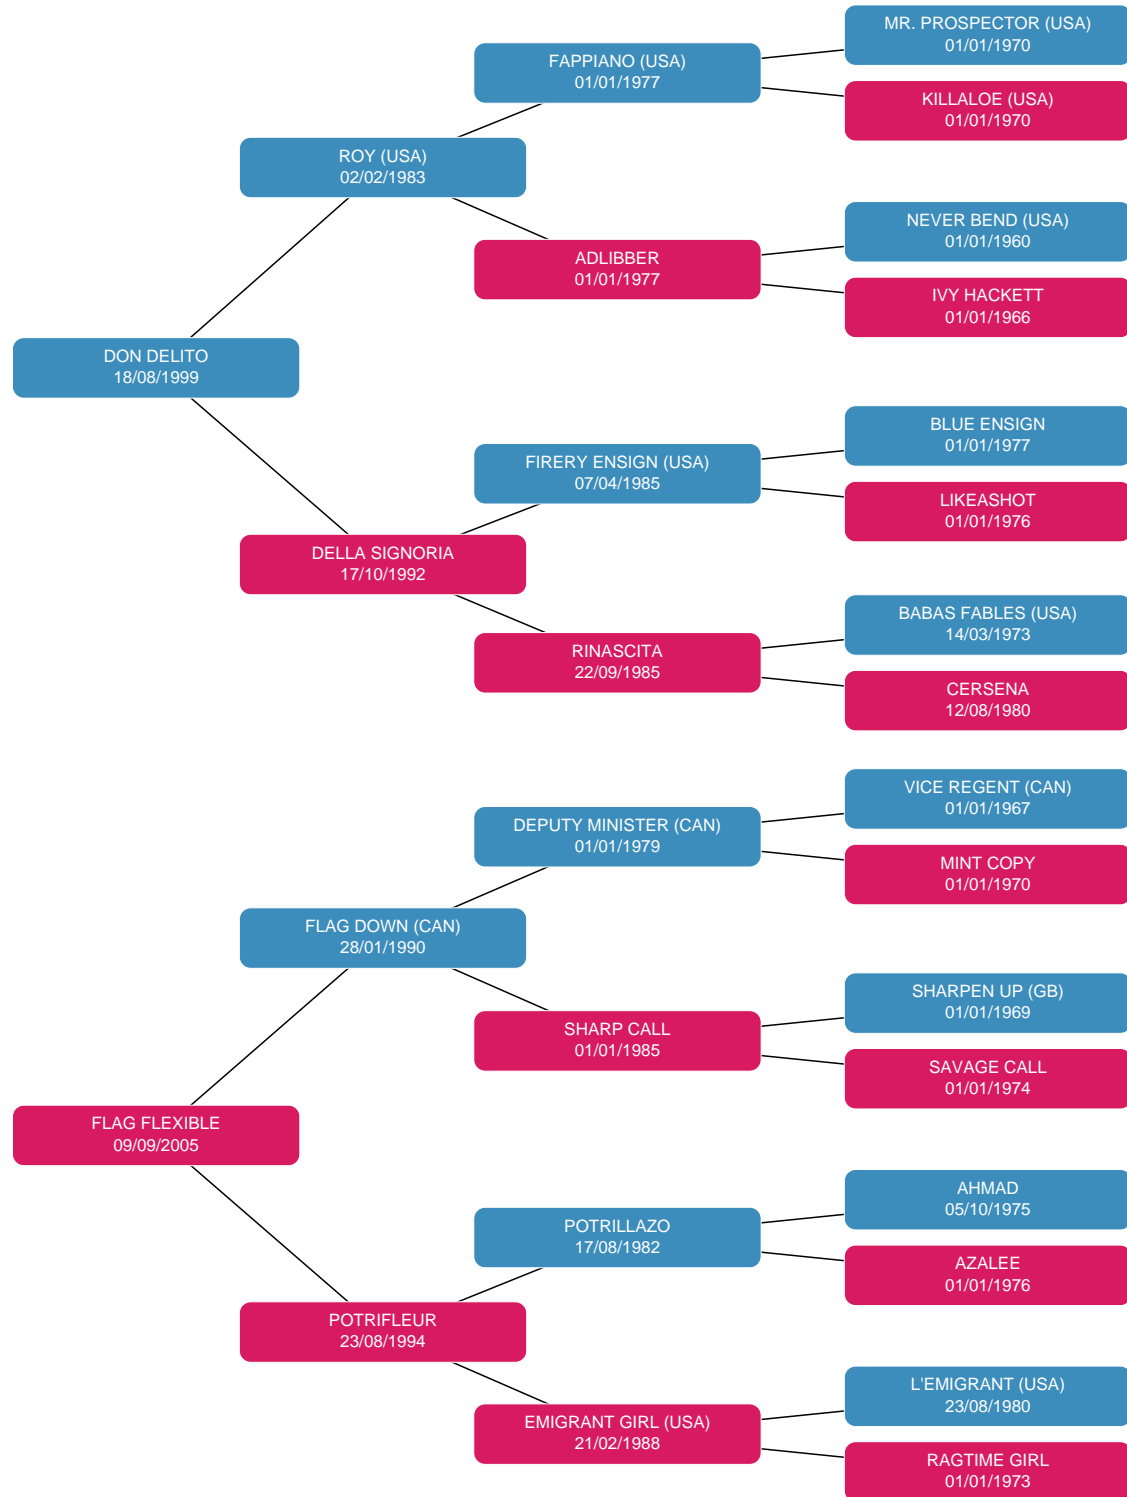 MR. PROSPECTOR (USA)
01/01/1970
FAPPIANO (USA)
01/01/1977
KILLALOE (USA)
01/01/1970
ROY (USA)
02/02/1983
NEVER BEND (USA)
01/01/1960
ADLIBBER
01/01/1977
IVY HACKETT
01/01/1966
DON DELITO
18/08/1999
BLUE ENSIGN
01/01/1977
FIRERY ENSIGN (USA)
07/04/1985
LIKEASHOT
01/01/1976
DELLA SIGNORIA
17/10/1992
BABAS FABLES (USA)
14/03/1973
RINASCITA
22/09/1985
CERSENA
12/08/1980
VICE REGENT (CAN)
01/01/1967
DEPUTY MINISTER (CAN)
01/01/1979
MINT COPY
01/01/1970
FLAG DOWN (CAN)
28/01/1990
SHARPEN UP (GB)
01/01/1969
SHARP CALL
01/01/1985
SAVAGE CALL
01/01/1974
FLAG FLEXIBLE
09/09/2005
AHMAD
05/10/1975
POTRILLAZO
17/08/1982
AZALEE
01/01/1976
POTRIFLEUR
23/08/1994
L'EMIGRANT (USA)
23/08/1980
EMIGRANT GIRL (USA)
21/02/1988
RAGTIME GIRL
01/01/1973